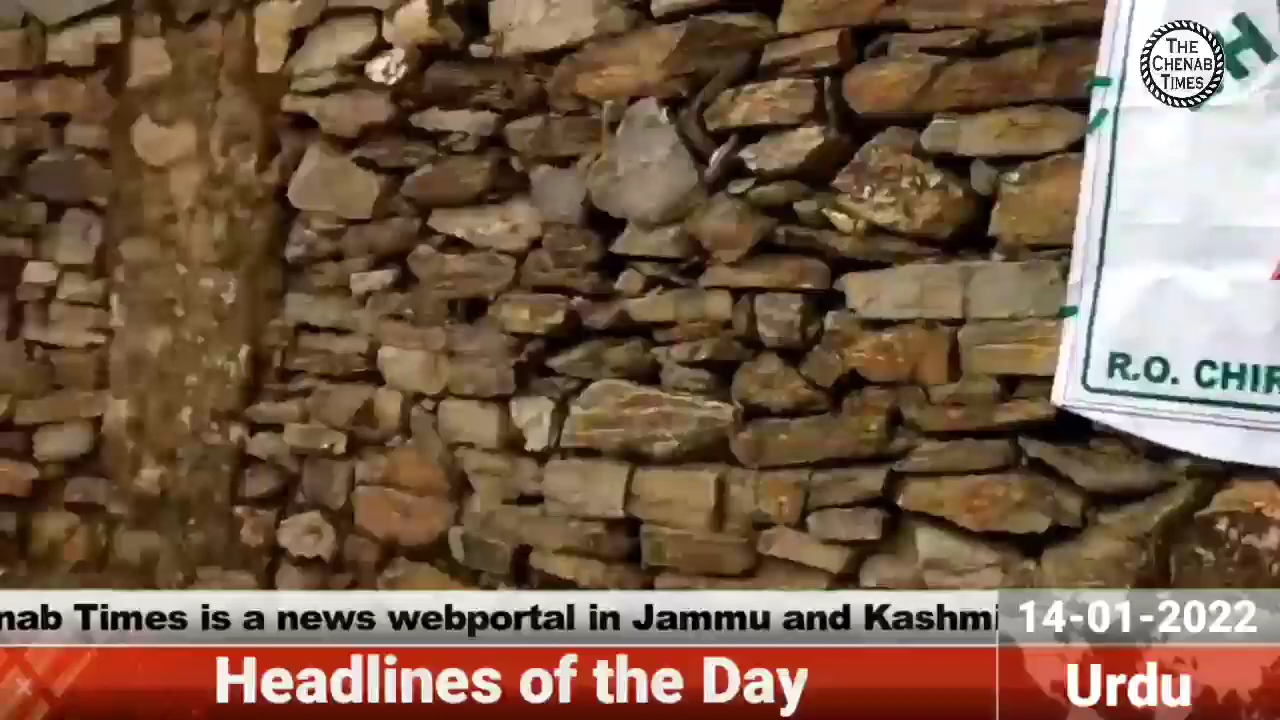 THE
CHENAB
TIMES
H
R.O. CHIR
nab Times is a news webportal in Jammu and Kashmi
14-01-2022
Headlines of the Day
Urdu